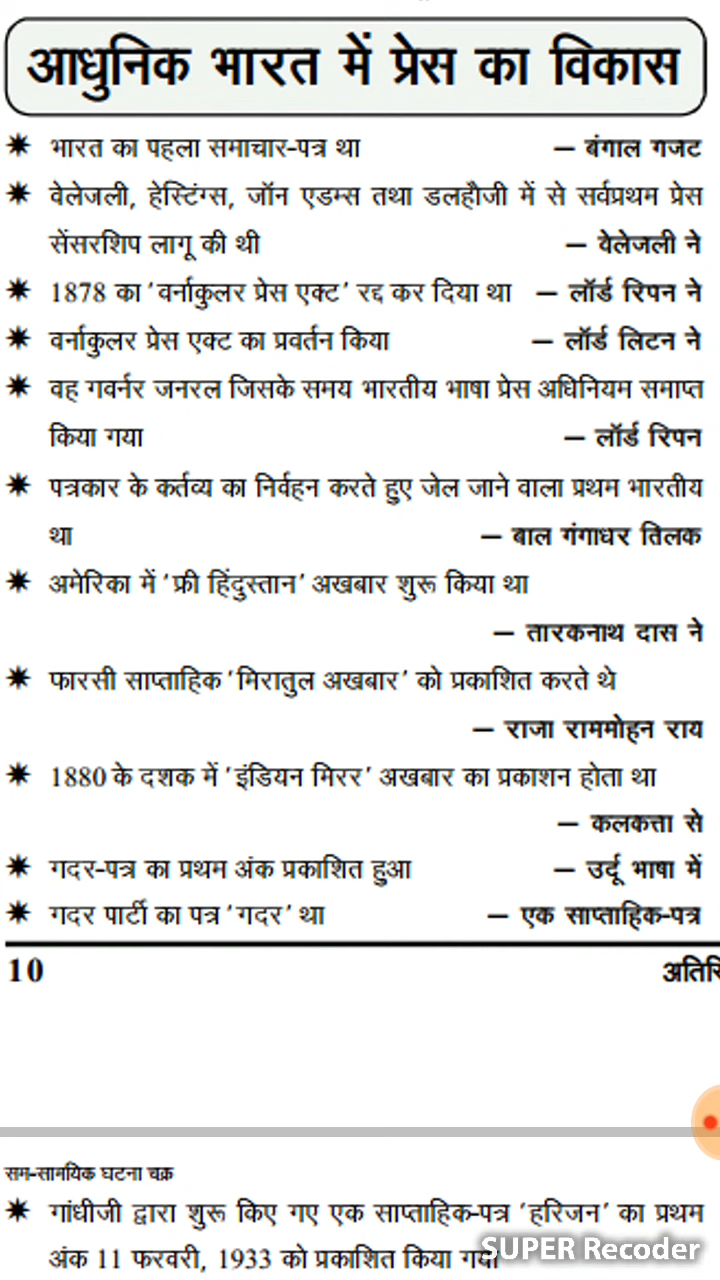 आधुनिक भारत में प्रेस का विकास
✷ भारत का पहला समाचार-पत्र था – बंगाल गजट
✷ वेलेजली, हेस्टिंग्स, जॉन एडम्स तथा डलहौजी में से सर्वप्रथम प्रेस
सेंसरशिप लागू की थी – वेलेजली ने
✷ 1878 का 'वर्नाकुलर प्रेस एक्ट' रद्द कर दिया था – लॉर्ड रिपन ने
✷ वर्नाकुलर प्रेस एक्ट का प्रवर्तन किया – लॉर्ड लिटन ने
✷ वह गवर्नर जनरल जिसके समय भारतीय भाषा प्रेस अधिनियम समाप्त
किया गया – लॉर्ड रिपन
✷ पत्रकार के कर्तव्य का निर्वहन करते हुए जेल जाने वाला प्रथम भारतीय
था – बाल गंगाधर तिलक
✷ अमेरिका में 'फ्री हिंदुस्तान' अखबार शुरू किया था
– तारकनाथ दास ने
✷ फारसी साप्ताहिक 'मिरातुल अखबार' को प्रकाशित करते थे
– राजा राममोहन राय
✷ 1880 के दशक में 'इंडियन मिरर' अखबार का प्रकाशन होता था
– कलकत्ता से
✷ गदर-पत्र का प्रथम अंक प्रकाशित हुआ – उर्दू भाषा में
✷ गदर पार्टी का पत्र 'गदर' था – एक साप्ताहिक-पत्र
10
सम-सामयिक घटना चक्र
✷ गांधीजी द्वारा शुरू किए गए एक साप्ताहिक-पत्र 'हरिजन' का प्रथम
अंक 11 फरवरी, 1933 को प्रकाशित किया गया
SUPER Recoder